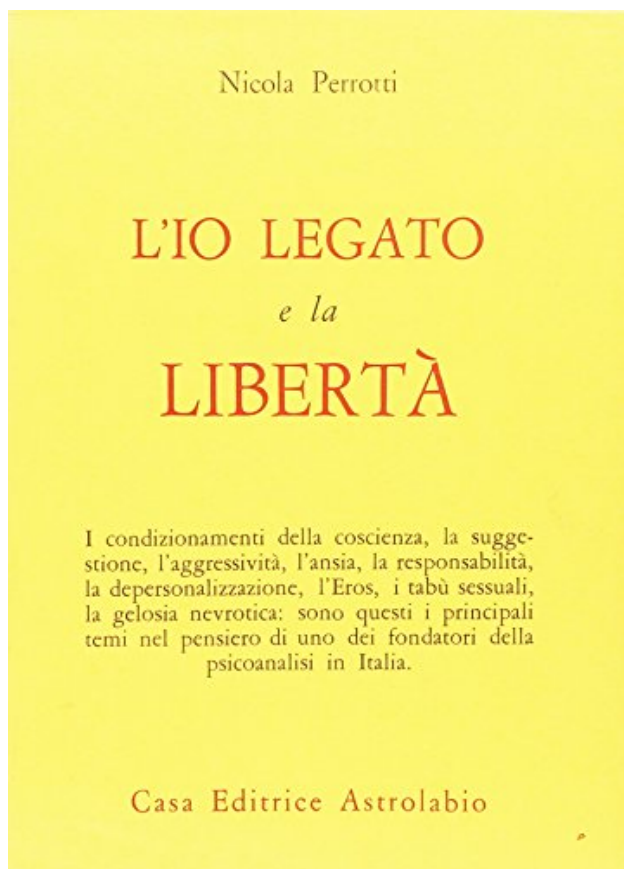 Nicola Perrotti
L'IO LEGATO
e la
LIBERTÀ
I condizionamenti della coscienza, la sugge-
stione, l'aggressività, l'ansia, la responsabilità,
la depersonalizzazione, l'Eros, i tabù sessuali,
la gelosia nevrotica: sono questi i principali
temi nel pensiero di uno dei fondatori della
psicoanalisi in Italia.
Casa Editrice Astrolabio